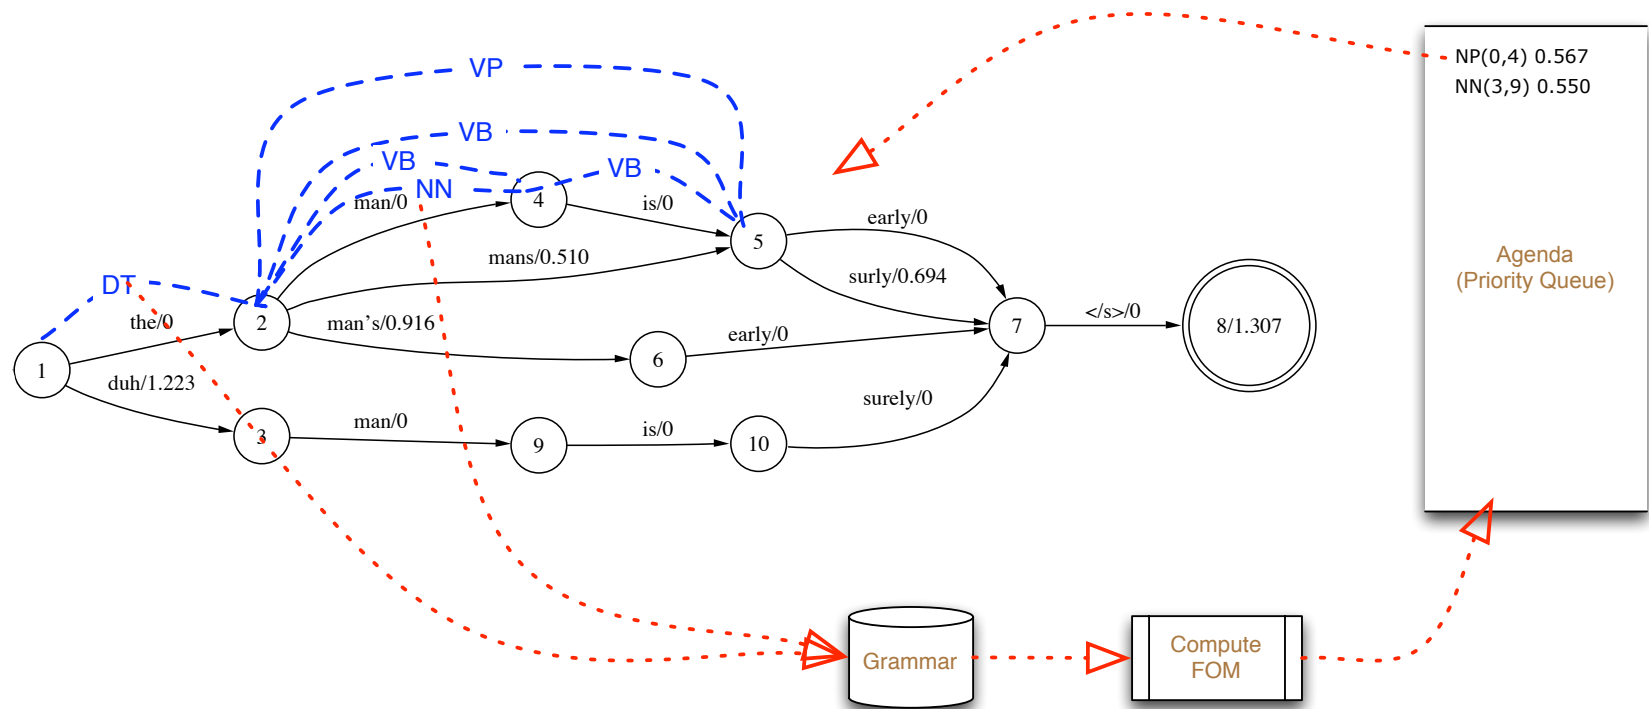 VP
NP(0,4) 0.567
NN(3,9) 0.550
VB
VB
VB
NN
man/0
4
is/0
early/0
5
mans/0.510
surly/0.694
Agenda
(Priority Queue)
DT
the/0
2
man's/0.916
early/0
7
</s>/0
8/1.307
1
duh/1.223
6
surely/0
3
man/0
9
is/0
10
Grammar
Compute
FOM